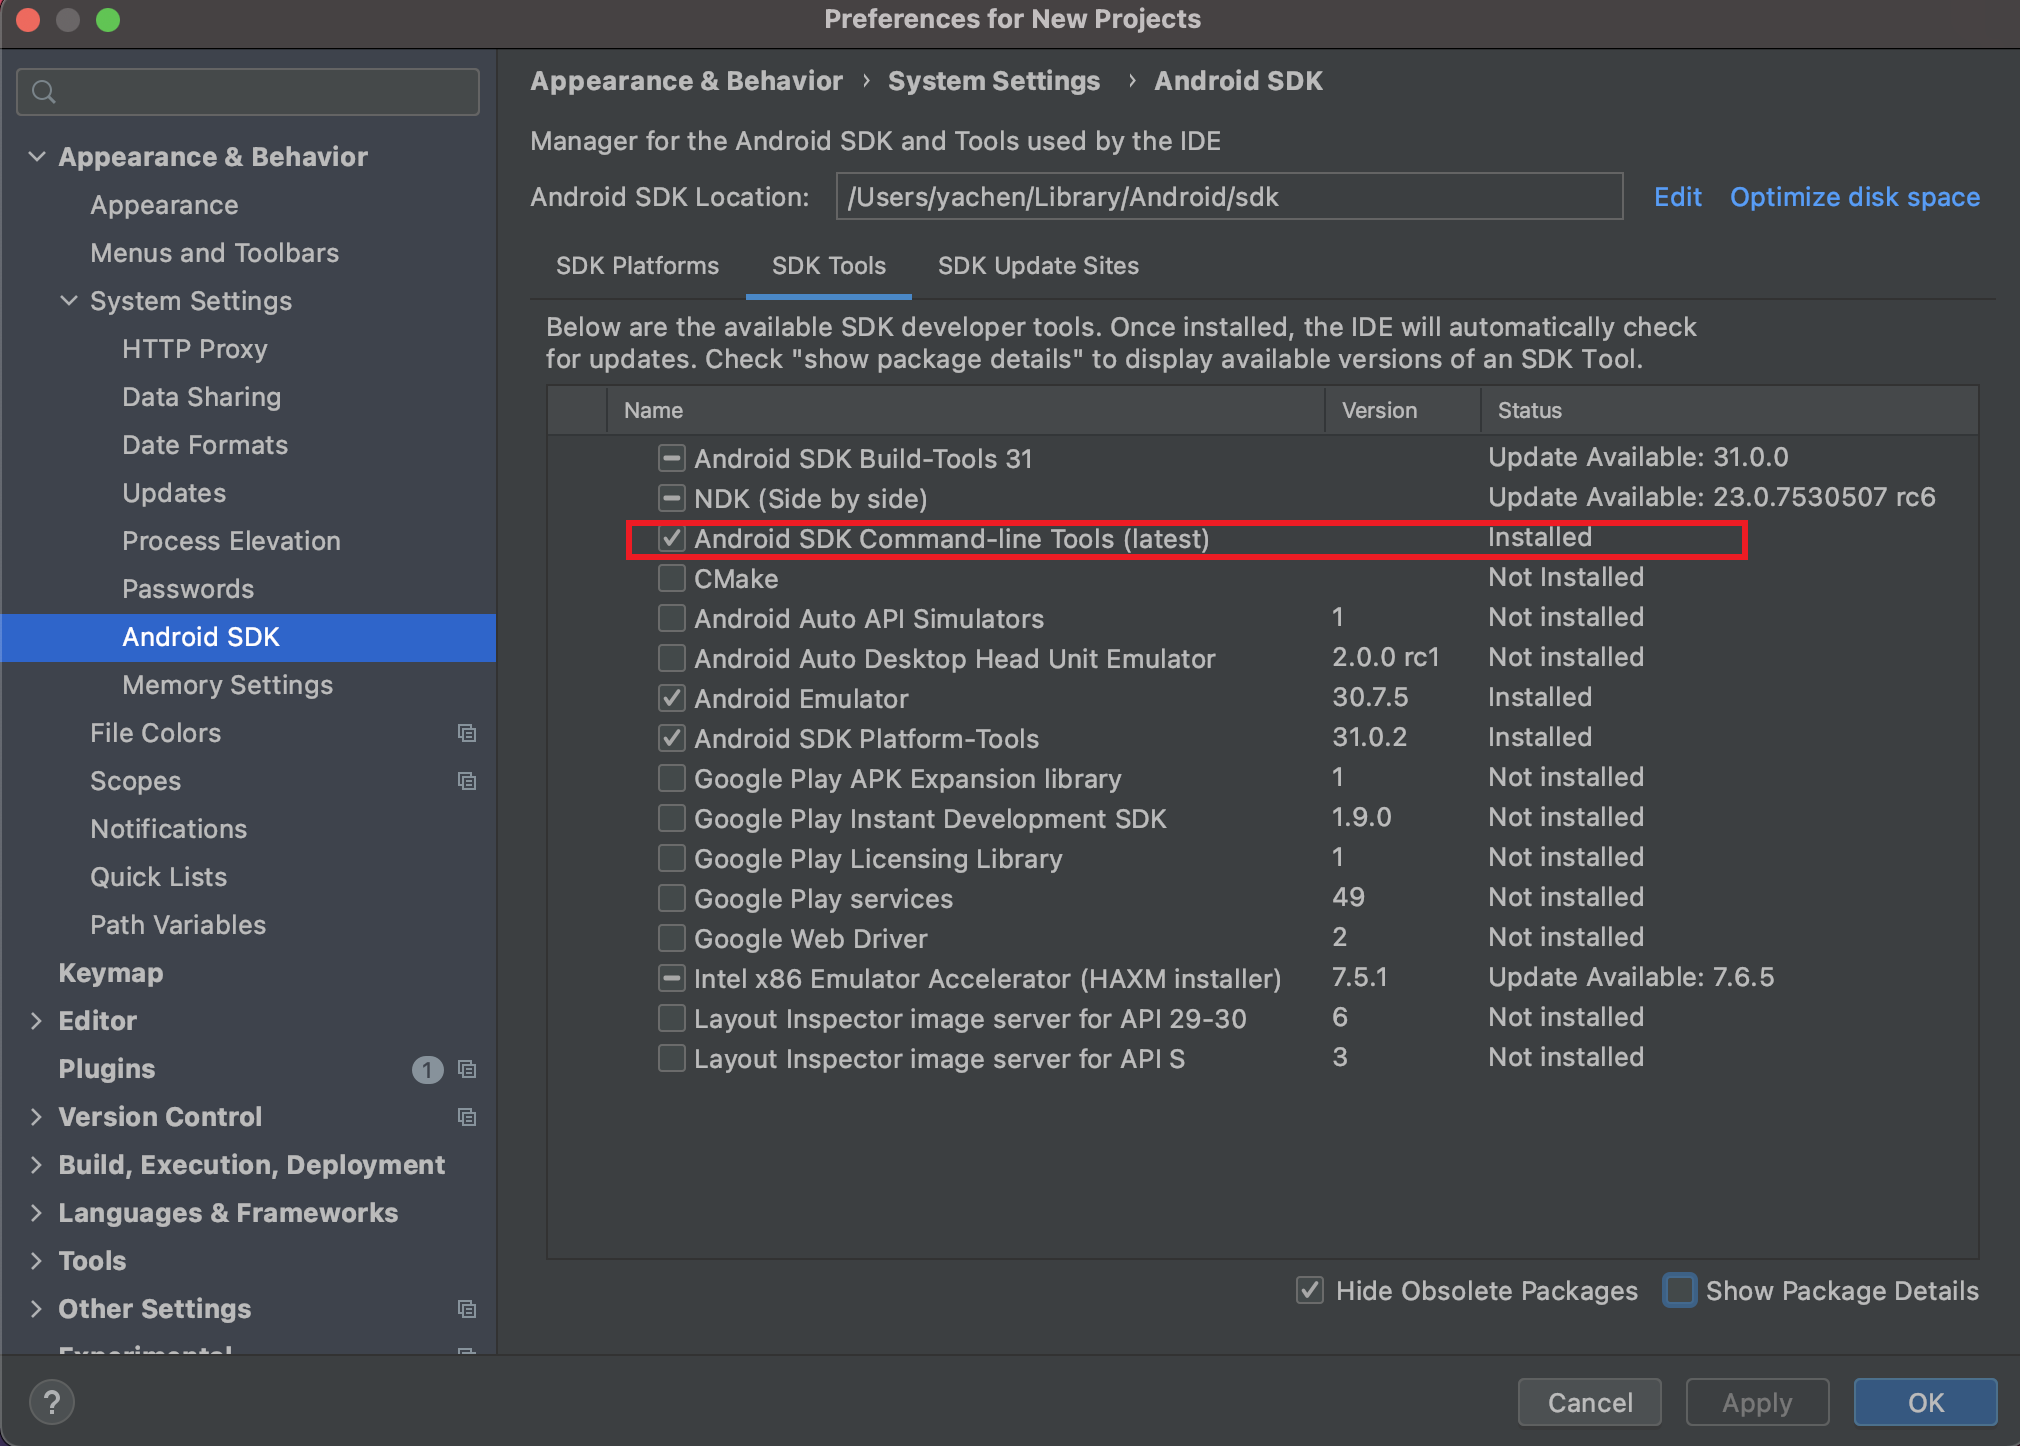 Preferences for New Projects
Appearance & Behavior
Appearance
Menus and Toolbars
System Settings
HTTP Proxy
Data Sharing
Date Formats
Updates
Process Elevation
Passwords
Android SDK
Memory Settings
File Colors
Scopes
Notifications
Quick Lists
Path Variables
Keymap
Editor
Plugins 1
Version Control
Build, Execution, Deployment
Languages & Frameworks
Tools
Other Settings
Experimental
Appearance & Behavior › System Settings › Android SDK
Manager for the Android SDK and Tools used by the IDE
Android SDK Location: /Users/yachen/Library/Android/sdk Edit Optimize disk space
SDK Platforms SDK Tools SDK Update Sites
Below are the available SDK developer tools. Once installed, the IDE will automatically check
for updates. Check "show package details" to display available versions of an SDK Tool.
Name Version Status
Android SDK Build-Tools 31 Update Available: 31.0.0
NDK (Side by side) Update Available: 23.0.7530507 rc6
Android SDK Command-line Tools (latest) Installed
CMake Not Installed
Android Auto API Simulators 1 Not installed
Android Auto Desktop Head Unit Emulator 2.0.0 rc1 Not installed
Android Emulator 30.7.5 Installed
Android SDK Platform-Tools 31.0.2 Installed
Google Play APK Expansion library 1 Not installed
Google Play Instant Development SDK 1.9.0 Not installed
Google Play Licensing Library 1 Not installed
Google Play services 49 Not installed
Google Web Driver 2 Not installed
Intel x86 Emulator Accelerator (HAXM installer) 7.5.1 Update Available: 7.6.5
Layout Inspector image server for API 29-30 6 Not installed
Layout Inspector image server for API S 3 Not installed
Hide Obsolete Packages Show Package Details
? Cancel Apply OK